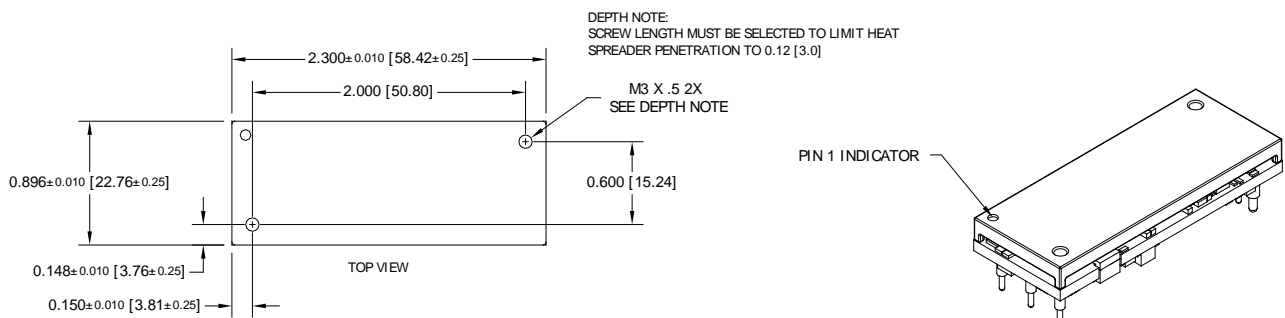 DEPTH NOTE:
SCREW LENGTH MUST BE SELECTED TO LIMIT HEAT
SPREADER PENETRATION TO 0.12 [3.0]
2.300±0.010 [58.42±0.25]
2.000 [50.80]
M3 X .5 2X
SEE DEPTH NOTE
PIN 1 INDICATOR
0.896±0.010 [22.76±0.25]
0.600 [15.24]
0.148±0.010 [3.76±0.25]
TOP VIEW
0.150±0.010 [3.81±0.25]